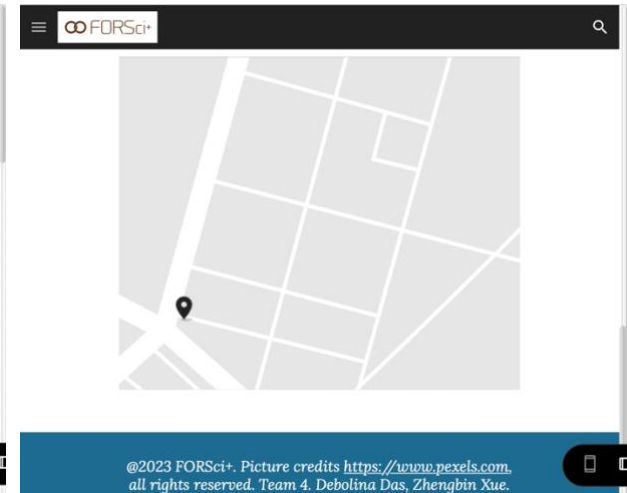 FORSci+
@2023 FORSci+. Picture credits https://www.pexels.com,
all rights reserved. Team 4. Debolina Das, Zhengbin Xue.